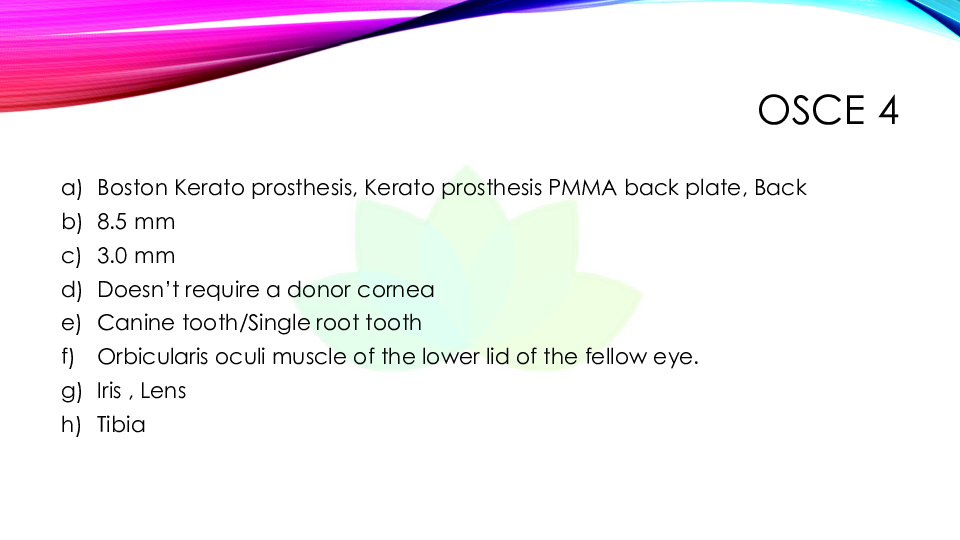 OSCE 4
a) Boston Kerato prosthesis, Kerato prosthesis PMMA back plate, Back
b) 8.5 mm
c) 3.0 mm
d) Doesn't require a donor cornea
e) Canine tooth/Single root tooth
f) Orbicularis oculi muscle of the lower lid of the fellow eye.
g) Iris , Lens
h) Tibia